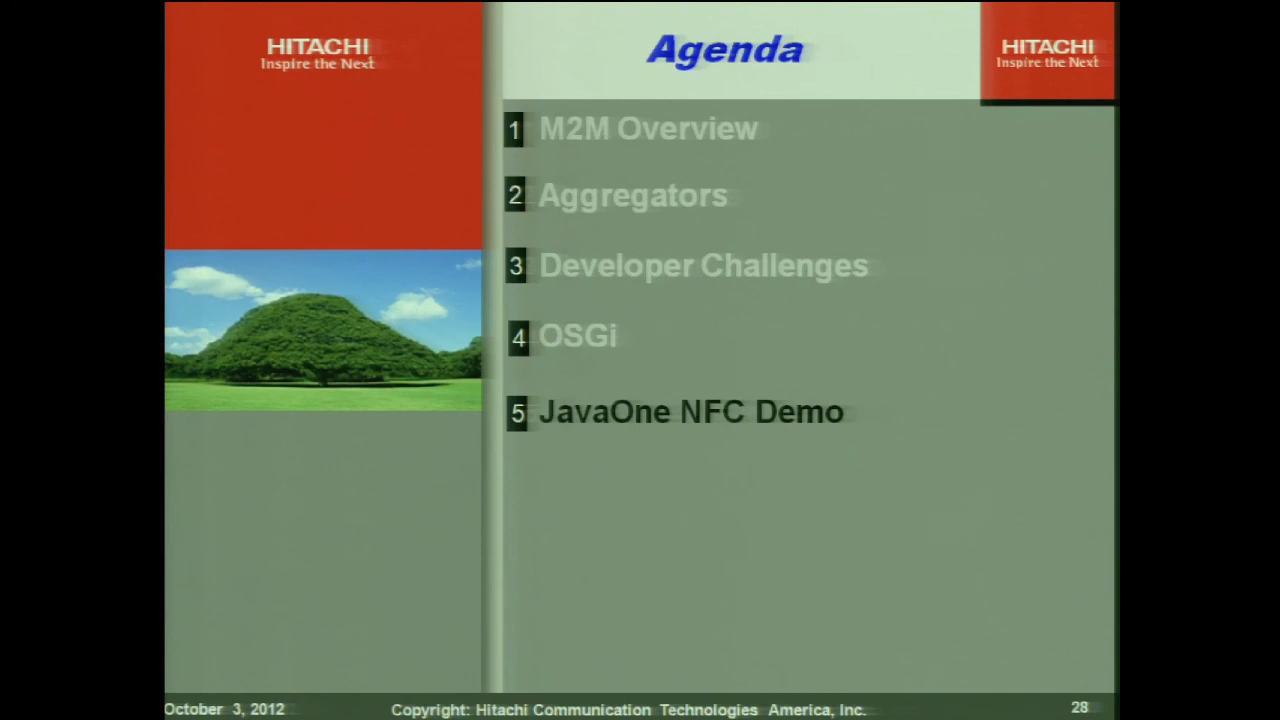 HITACHI
Inspire the Next
Agenda
HITACHI
Inspire the Next
1 M2M Overview
2 Aggregators
3 Developer Challenges
4 OSGi
5 JavaOne NFC Demo
October 3, 2012
Copyright: Hitachi Communication Technologies America, Inc.
28